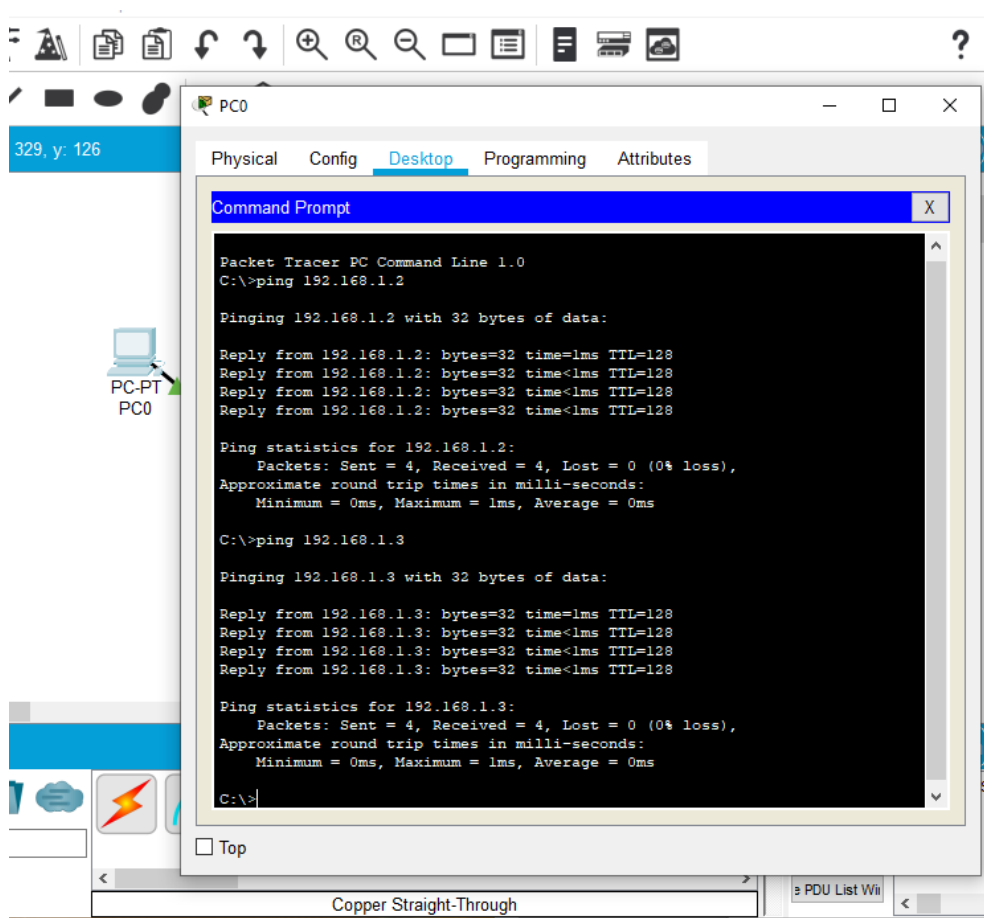 PC0
329, y: 126
Physical Config Desktop Programming Attributes
Command Prompt
X
Packet Tracer PC Command Line 1.0
C:\>ping 192.168.1.2
Pinging 192.168.1.2 with 32 bytes of data:
Reply from 192.168.1.2: bytes=32 time=1ms TTL=128
Reply from 192.168.1.2: bytes=32 time<1ms TTL=128
Reply from 192.168.1.2: bytes=32 time<1ms TTL=128
Reply from 192.168.1.2: bytes=32 time<1ms TTL=128
Ping statistics for 192.168.1.2:
Packets: Sent = 4, Received = 4, Lost = 0 (0% loss),
Approximate round trip times in milli-seconds:
Minimum = 0ms, Maximum = 1ms, Average = 0ms
C:\>ping 192.168.1.3
Pinging 192.168.1.3 with 32 bytes of data:
Reply from 192.168.1.3: bytes=32 time=1ms TTL=128
Reply from 192.168.1.3: bytes=32 time<1ms TTL=128
Reply from 192.168.1.3: bytes=32 time<1ms TTL=128
Reply from 192.168.1.3: bytes=32 time<1ms TTL=128
Ping statistics for 192.168.1.3:
Packets: Sent = 4, Received = 4, Lost = 0 (0% loss),
Approximate round trip times in milli-seconds:
Minimum = 0ms, Maximum = 1ms, Average = 0ms
C:\>
PC-PT
PC0
Top
Copper Straight-Through
PDU List Wi